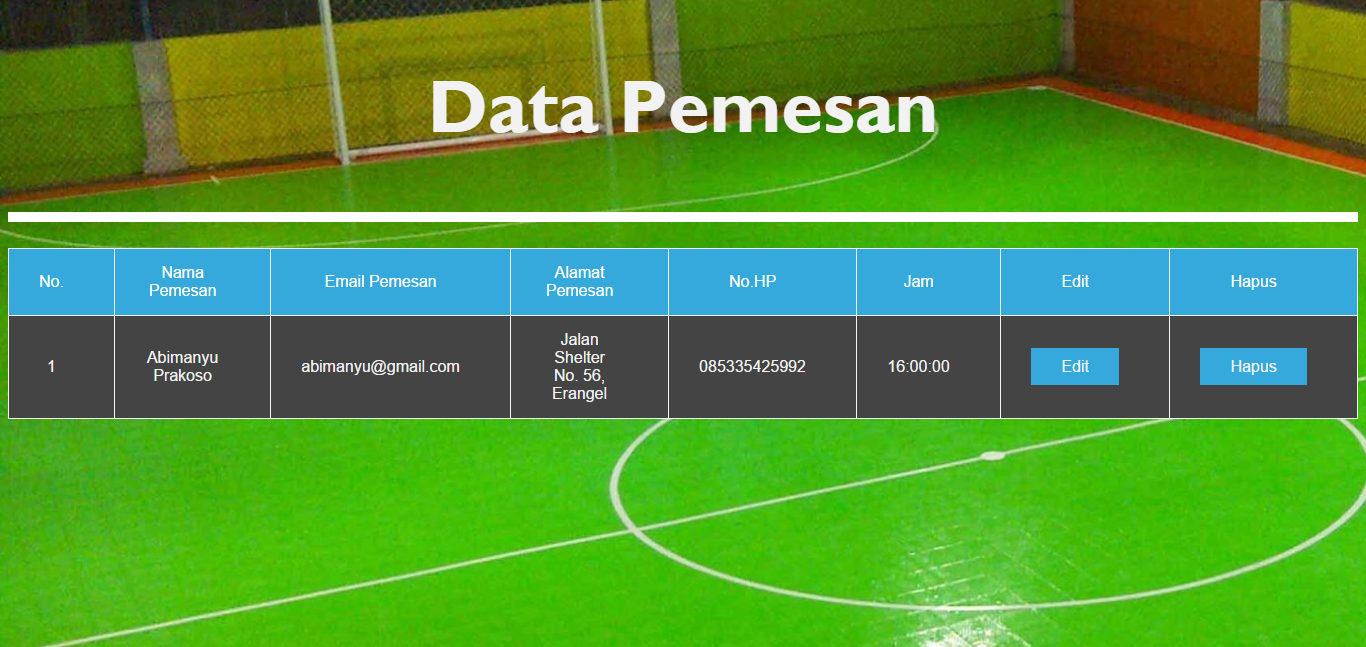 Data Pemesan
No. Nama Pemesan Email Pemesan Alamat Pemesan No.HP Jam Edit Hapus
1 Abimanyu Prakoso abimanyu@gmail.com Jalan Shelter No. 56, Erangel 085335425992 16:00:00 Edit Hapus